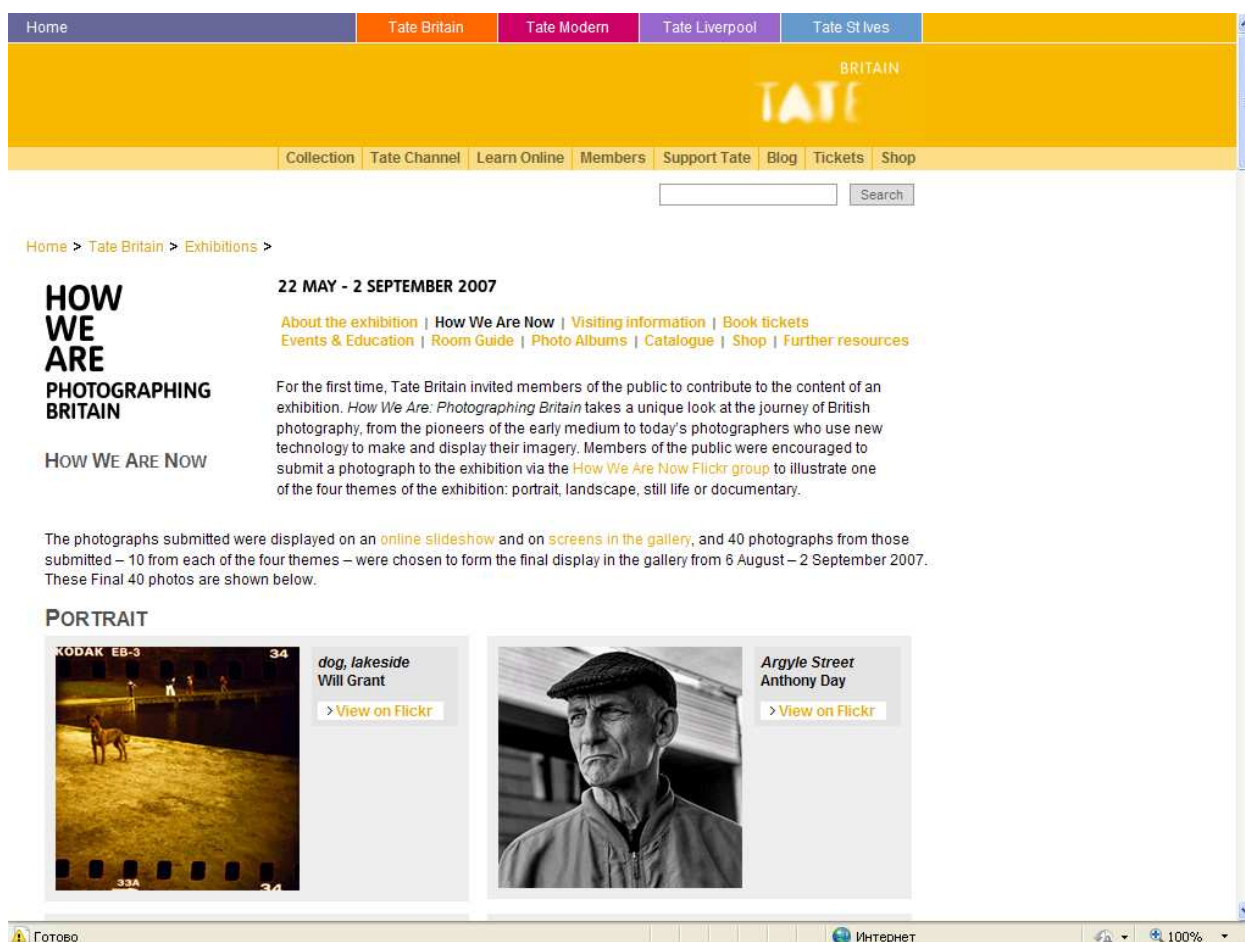 Home Tate Britain Tate Modern Tate Liverpool Tate St Ives
BRITAIN
TATE
Collection Tate Channel Learn Online Members Support Tate Blog Tickets Shop
Search
Home > Tate Britain > Exhibitions >
HOW
WE
ARE
PHOTOGRAPHING
BRITAIN
HOW WE ARE NOW
22 MAY - 2 SEPTEMBER 2007
About the exhibition | How We Are Now | Visiting information | Book tickets
Events & Education | Room Guide | Photo Albums | Catalogue | Shop | Further resources
For the first time, Tate Britain invited members of the public to contribute to the content of an
exhibition. How We Are: Photographing Britain takes a unique look at the journey of British
photography, from the pioneers of the early medium to today's photographers who use new
technology to make and display their imagery. Members of the public were encouraged to
submit a photograph to the exhibition via the How We Are Now Flickr group to illustrate one
of the four themes of the exhibition: portrait, landscape, still life or documentary.
The photographs submitted were displayed on an online slideshow and on screens in the gallery, and 40 photographs from those
submitted – 10 from each of the four themes – were chosen to form the final display in the gallery from 6 August – 2 September 2007.
These Final 40 photos are shown below.
PORTRAIT
KODAK EB-3 34
33A 34
dog, lakeside
Will Grant
> View on Flickr
Argyle Street
Anthony Day
> View on Flickr
Готово Интернет 100%